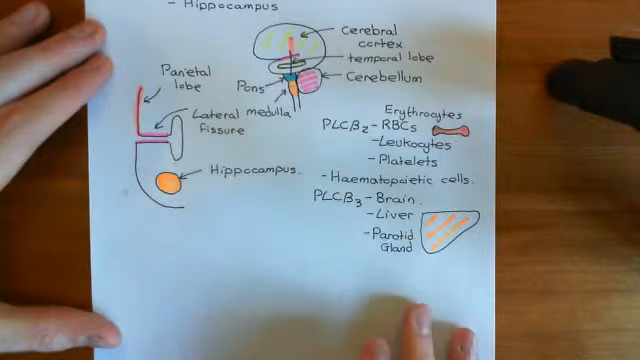 - Hippocampus
Cerebral
cortex
temporal lobe
Cerebellum
Pons
medulla
Parietal
lobe
Lateral
fissure
Hippocampus.
Erythrocytes
PLCβ2 - RBCs
- Leukocytes
- Platelets
- Haematopoietic cells.
PLCβ3 - Brain.
- Liver
- Parotid
Gland